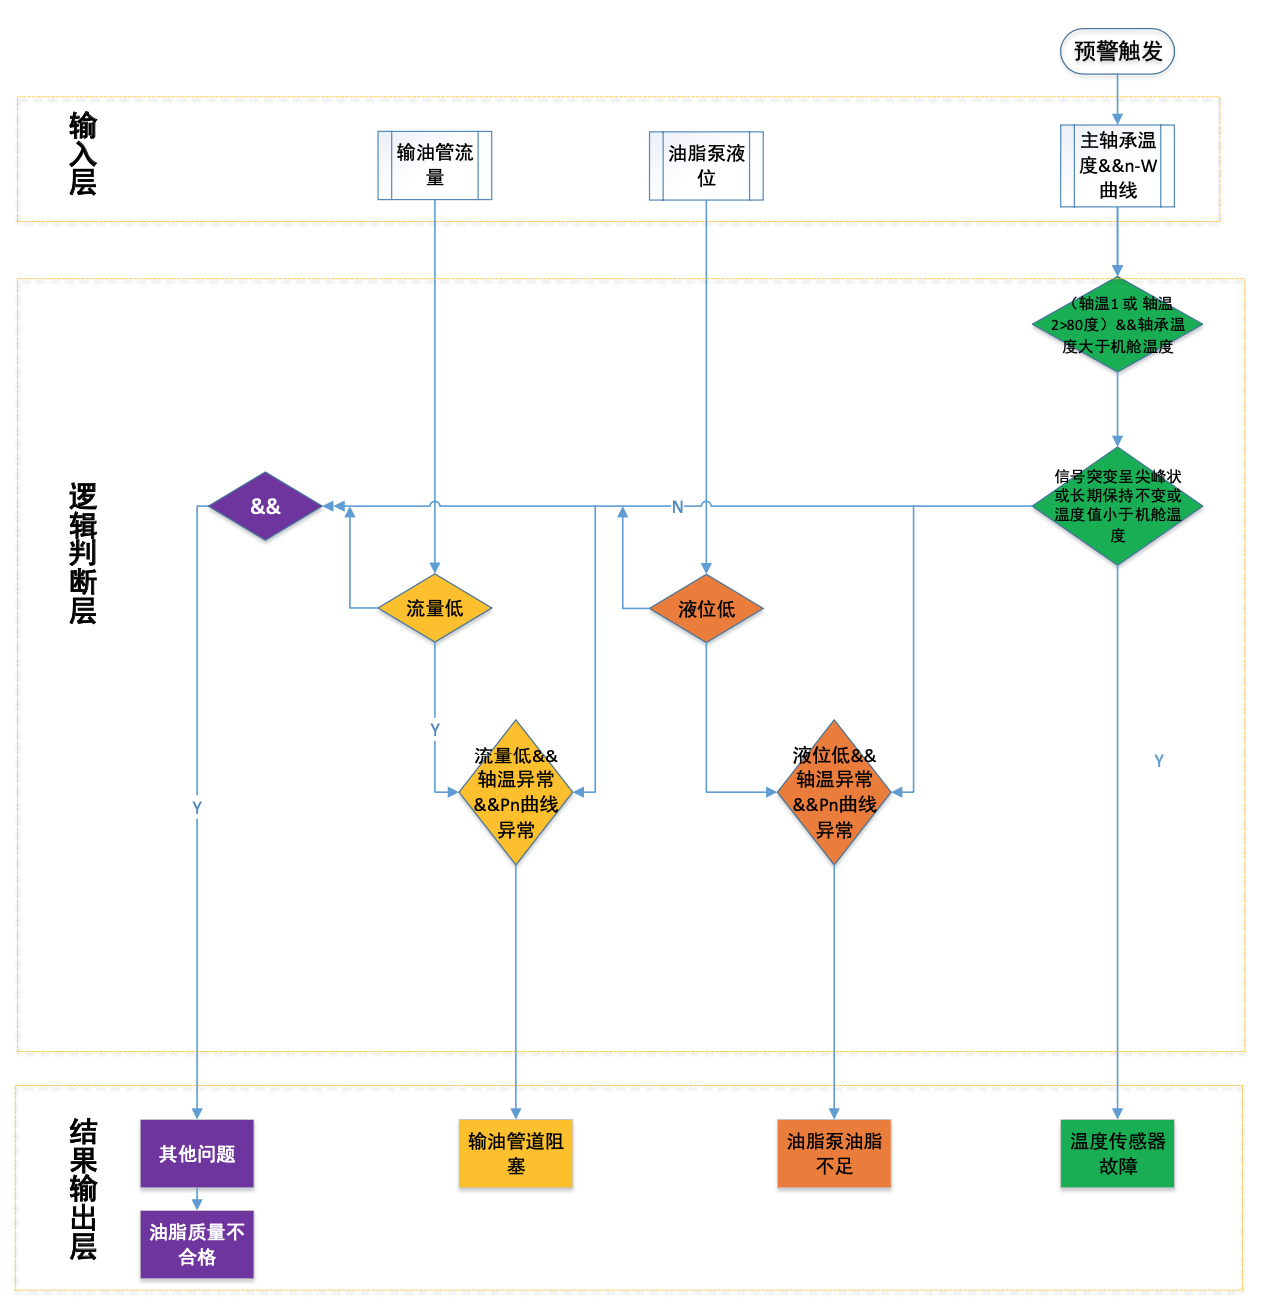 预警触发
输入层
输油管流
量
油脂泵液
位
主轴承温
度&&n-W
曲线
（轴温1 或 轴温
2>80度）&&轴承温
度大于机舱温度
逻辑判断层
信号突变呈尖峰状
或长期保持不变或
温度值小于机舱温
度
&&
N
流量低
液位低
Y
流量低&&
轴温异常
&&Pn曲线
异常
液位低&&
轴温异常
&&Pn曲线
异常
Y
Y
结果输出层
其他问题
输油管道阻
塞
油脂泵油脂
不足
温度传感器
故障
油脂质量不
合格